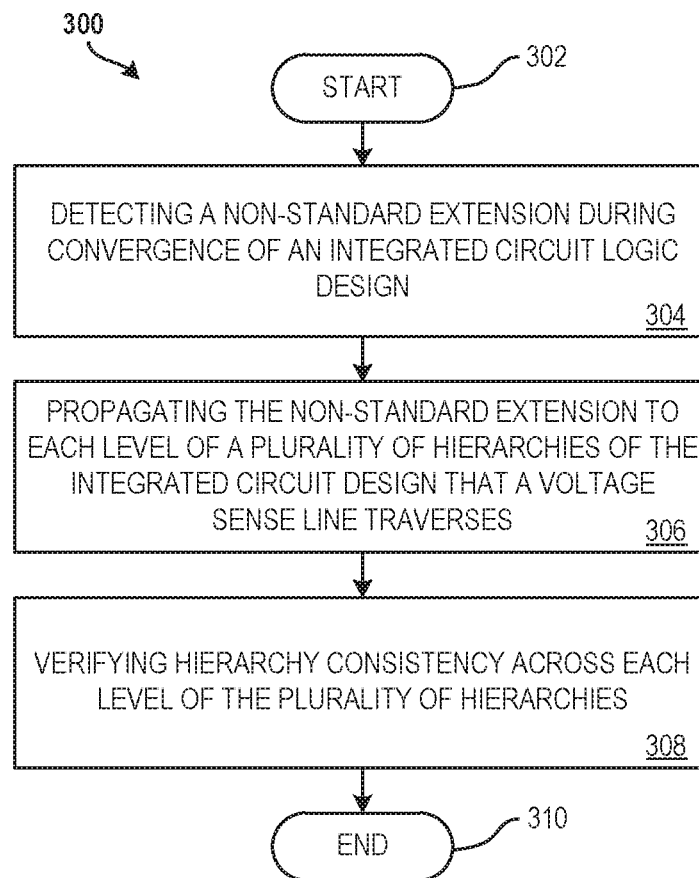 300
302
START
DETECTING A NON-STANDARD EXTENSION DURING
CONVERGENCE OF AN INTEGRATED CIRCUIT LOGIC
DESIGN
304
PROPAGATING THE NON-STANDARD EXTENSION TO
EACH LEVEL OF A PLURALITY OF HIERARCHIES OF THE
INTEGRATED CIRCUIT DESIGN THAT A VOLTAGE
SENSE LINE TRAVERSES
306
VERIFYING HIERARCHY CONSISTENCY ACROSS EACH
LEVEL OF THE PLURALITY OF HIERARCHIES
308
310
END